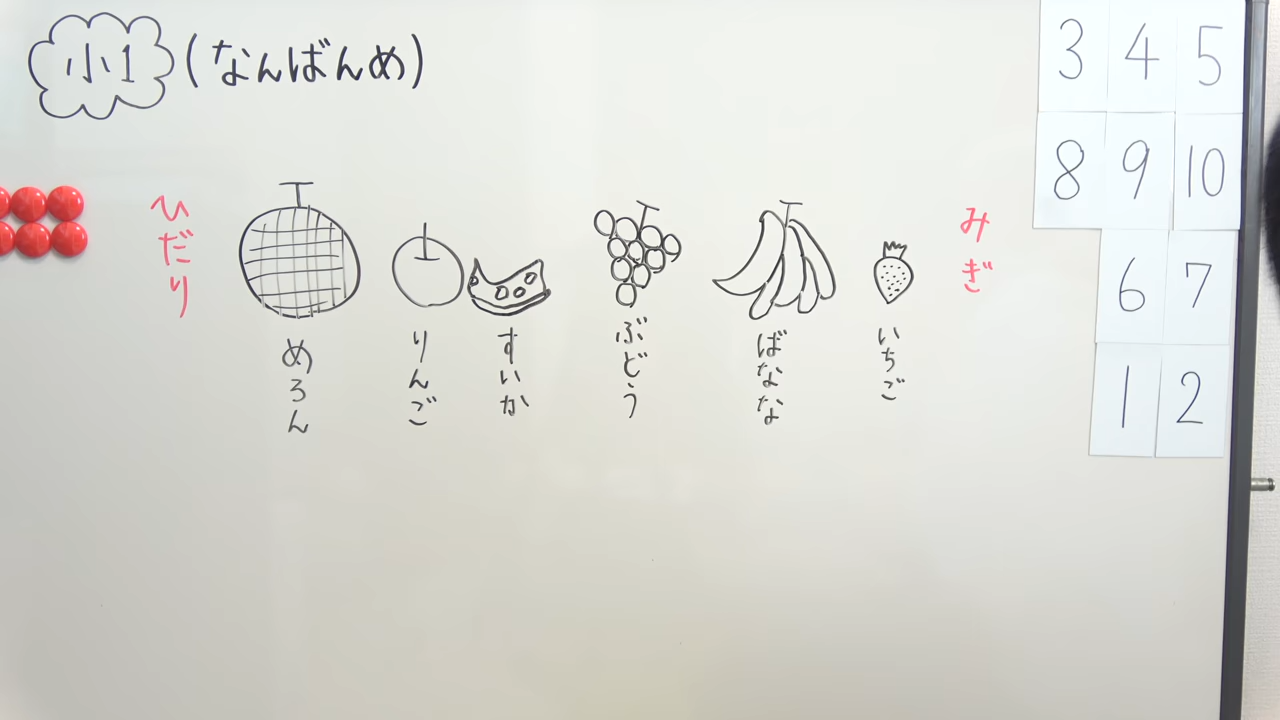 小1 (なんばんめ)
ひだり
めろん
りんご
すいか
ぶどう
ばなな
いちご
みぎ
3 4 5
8 9 10
6 7
1 2